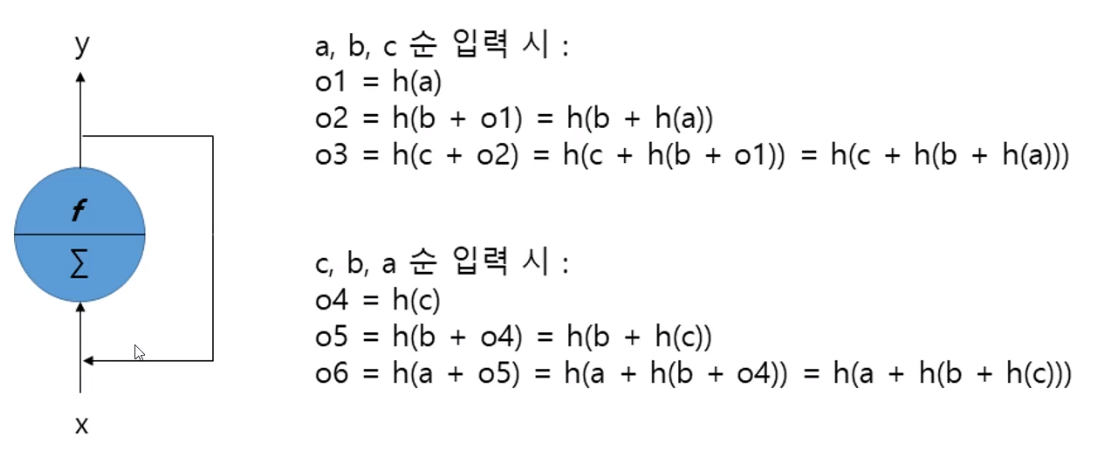 y
f
∑
x
a, b, c 순 입력 시 :
o1 = h(a)
o2 = h(b + o1) = h(b + h(a))
o3 = h(c + o2) = h(c + h(b + o1)) = h(c + h(b + h(a)))
c, b, a 순 입력 시 :
o4 = h(c)
o5 = h(b + o4) = h(b + h(c))
o6 = h(a + o5) = h(a + h(b + o4)) = h(a + h(b + h(c)))